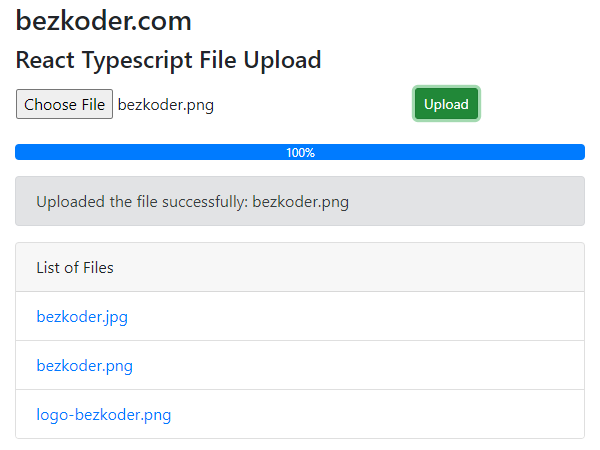 bezkoder.com
React Typescript File Upload
Choose File bezkoder.png Upload
100%
Uploaded the file successfully: bezkoder.png
List of Files
bezkoder.jpg
bezkoder.png
logo-bezkoder.png